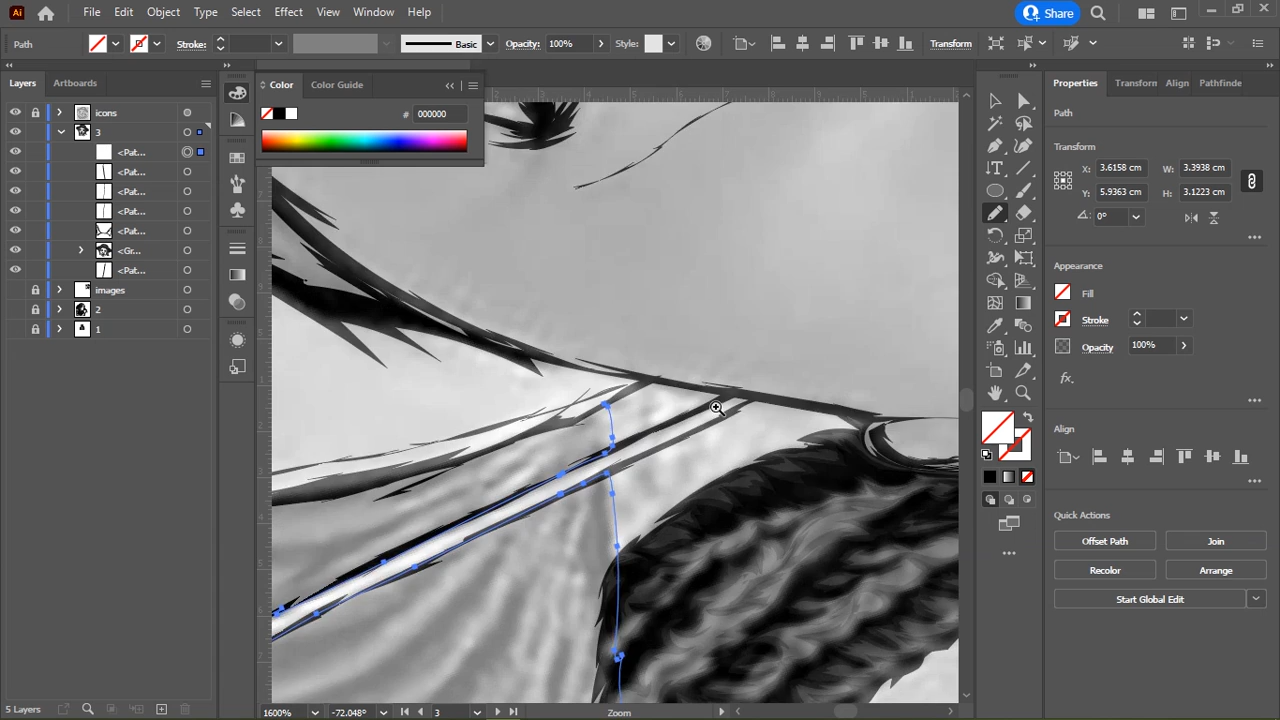 Ai File Edit Object Type Select Effect View Window Help Share
Path Stroke: Basic Opacity: 100% Style: Transform
Layers Artboards
Color Color Guide
# 000000
Properties Transform Align Pathfinde
icons
3
<Pat...
<Pat...
<Pat...
<Pat...
<Pat...
<Gr...
<Pat...
images
2
1
Path
Transform
X: 3.6158 cm W: 3.3938 cm
Y: 5.9363 cm H: 3.1223 cm
0°
Appearance
Fill
Stroke
Opacity 100%
fx.
Align
Quick Actions
Offset Path Join
Recolor Arrange
Start Global Edit
5 Layers
1600% -72.048° 3 Zoom